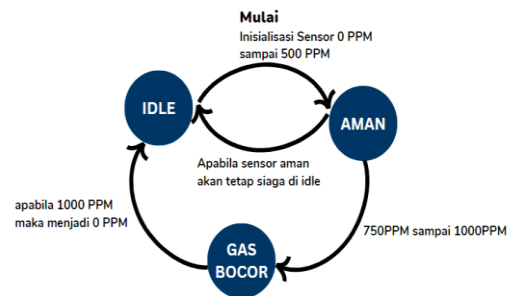 Mulai
Inisialisasi Sensor 0 PPM
sampai 500 PPM
IDLE
AMAN
Apabila sensor aman
akan tetap siaga di idle
apabila 1000 PPM
maka menjadi 0 PPM
750PPM sampai 1000PPM
GAS
BOCOR